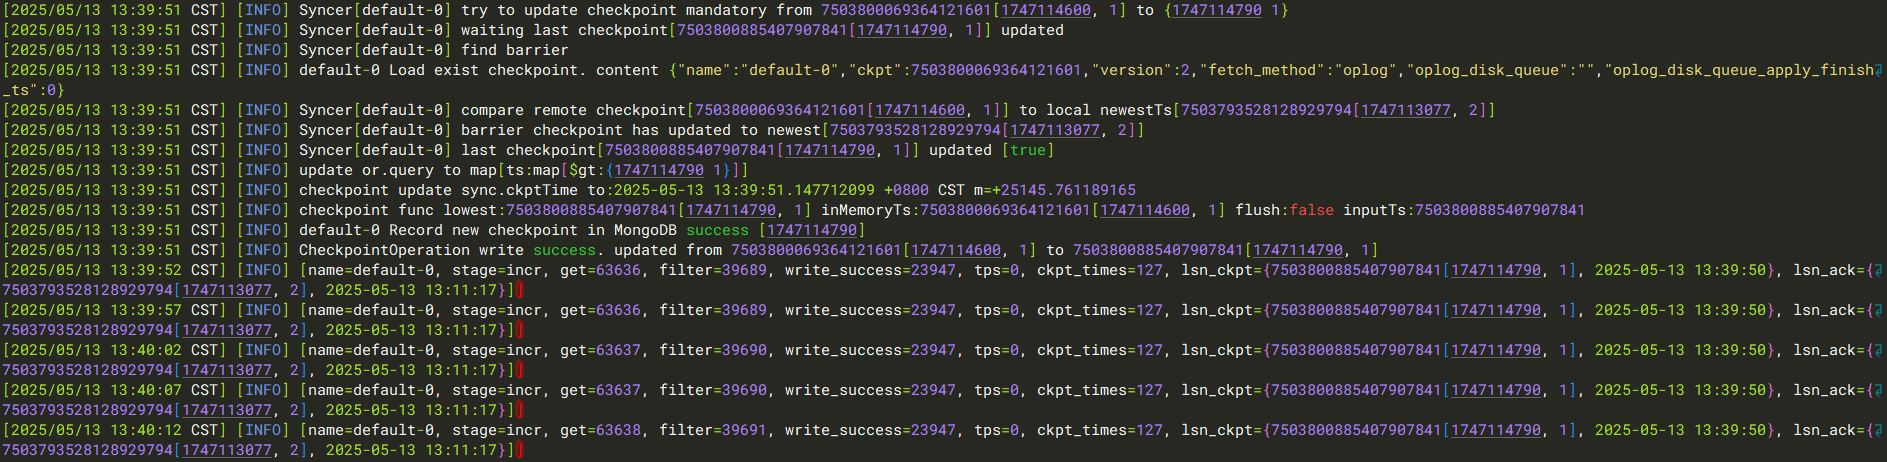 [2025/05/13 13:39:51 CST] [INFO] Syncer[default-0] try to update checkpoint mandatory from 7503800069364121601[1747114600, 1] to {1747114790 1}
[2025/05/13 13:39:51 CST] [INFO] Syncer[default-0] waiting last checkpoint[7503800885407907841[1747114790, 1]] updated
[2025/05/13 13:39:51 CST] [INFO] Syncer[default-0] find barrier
[2025/05/13 13:39:51 CST] [INFO] default-0 Load exist checkpoint. content {"name":"default-0","ckpt":7503800069364121601,"version":2,"fetch_method":"oplog","oplog_disk_queue":"","oplog_disk_queue_apply_finish
_ts":0}
[2025/05/13 13:39:51 CST] [INFO] Syncer[default-0] compare remote checkpoint[7503800069364121601[1747114600, 1]] to local newestTs[7503793528128929794[1747113077, 2]]
[2025/05/13 13:39:51 CST] [INFO] Syncer[default-0] barrier checkpoint has updated to newest[7503793528128929794[1747113077, 2]]
[2025/05/13 13:39:51 CST] [INFO] Syncer[default-0] last checkpoint[7503800885407907841[1747114790, 1]] updated [true]
[2025/05/13 13:39:51 CST] [INFO] update or.query to map[ts:map[$gt:{1747114790 1}]]
[2025/05/13 13:39:51 CST] [INFO] checkpoint update sync.ckptTime to:2025-05-13 13:39:51.147712099 +0800 CST m=+25145.761189165
[2025/05/13 13:39:51 CST] [INFO] checkpoint func lowest:7503800885407907841[1747114790, 1] inMemoryTs:7503800069364121601[1747114600, 1] flush:false inputTs:7503800885407907841
[2025/05/13 13:39:51 CST] [INFO] default-0 Record new checkpoint in MongoDB success [1747114790]
[2025/05/13 13:39:51 CST] [INFO] CheckpointOperation write success. updated from 7503800069364121601[1747114600, 1] to 7503800885407907841[1747114790, 1]
[2025/05/13 13:39:52 CST] [INFO] [name=default-0, stage=incr, get=63636, filter=39689, write_success=23947, tps=0, ckpt_times=127, lsn_ckpt={7503800885407907841[1747114790, 1], 2025-05-13 13:39:50}, lsn_ack={
7503793528128929794[1747113077, 2], 2025-05-13 13:11:17}]]
[2025/05/13 13:39:57 CST] [INFO] [name=default-0, stage=incr, get=63636, filter=39689, write_success=23947, tps=0, ckpt_times=127, lsn_ckpt={7503800885407907841[1747114790, 1], 2025-05-13 13:39:50}, lsn_ack={
7503793528128929794[1747113077, 2], 2025-05-13 13:11:17}]]
[2025/05/13 13:40:02 CST] [INFO] [name=default-0, stage=incr, get=63637, filter=39690, write_success=23947, tps=0, ckpt_times=127, lsn_ckpt={7503800885407907841[1747114790, 1], 2025-05-13 13:39:50}, lsn_ack={
7503793528128929794[1747113077, 2], 2025-05-13 13:11:17}]]
[2025/05/13 13:40:07 CST] [INFO] [name=default-0, stage=incr, get=63637, filter=39690, write_success=23947, tps=0, ckpt_times=127, lsn_ckpt={7503800885407907841[1747114790, 1], 2025-05-13 13:39:50}, lsn_ack={
7503793528128929794[1747113077, 2], 2025-05-13 13:11:17}]]
[2025/05/13 13:40:12 CST] [INFO] [name=default-0, stage=incr, get=63638, filter=39691, write_success=23947, tps=0, ckpt_times=127, lsn_ckpt={7503800885407907841[1747114790, 1], 2025-05-13 13:39:50}, lsn_ack={
7503793528128929794[1747113077, 2], 2025-05-13 13:11:17}]]